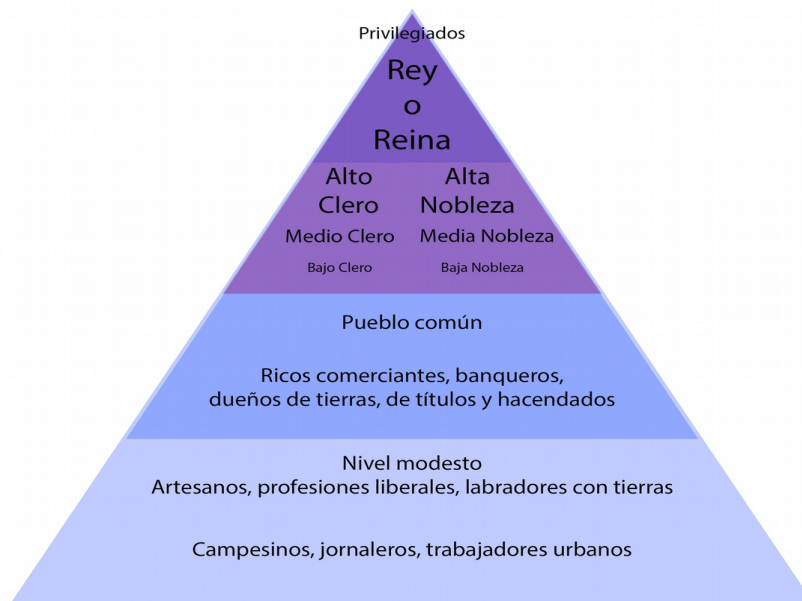 Privilegiados
Rey
o
Reina
Alto Alta
Clero Nobleza
Medio Clero Media Nobleza
Bajo Clero Baja Nobleza
Pueblo común
Ricos comerciantes, banqueros,
dueños de tierras, de títulos y hacendados
Nivel modesto
Artesanos, profesiones liberales, labradores con tierras
Campesinos, jornaleros, trabajadores urbanos